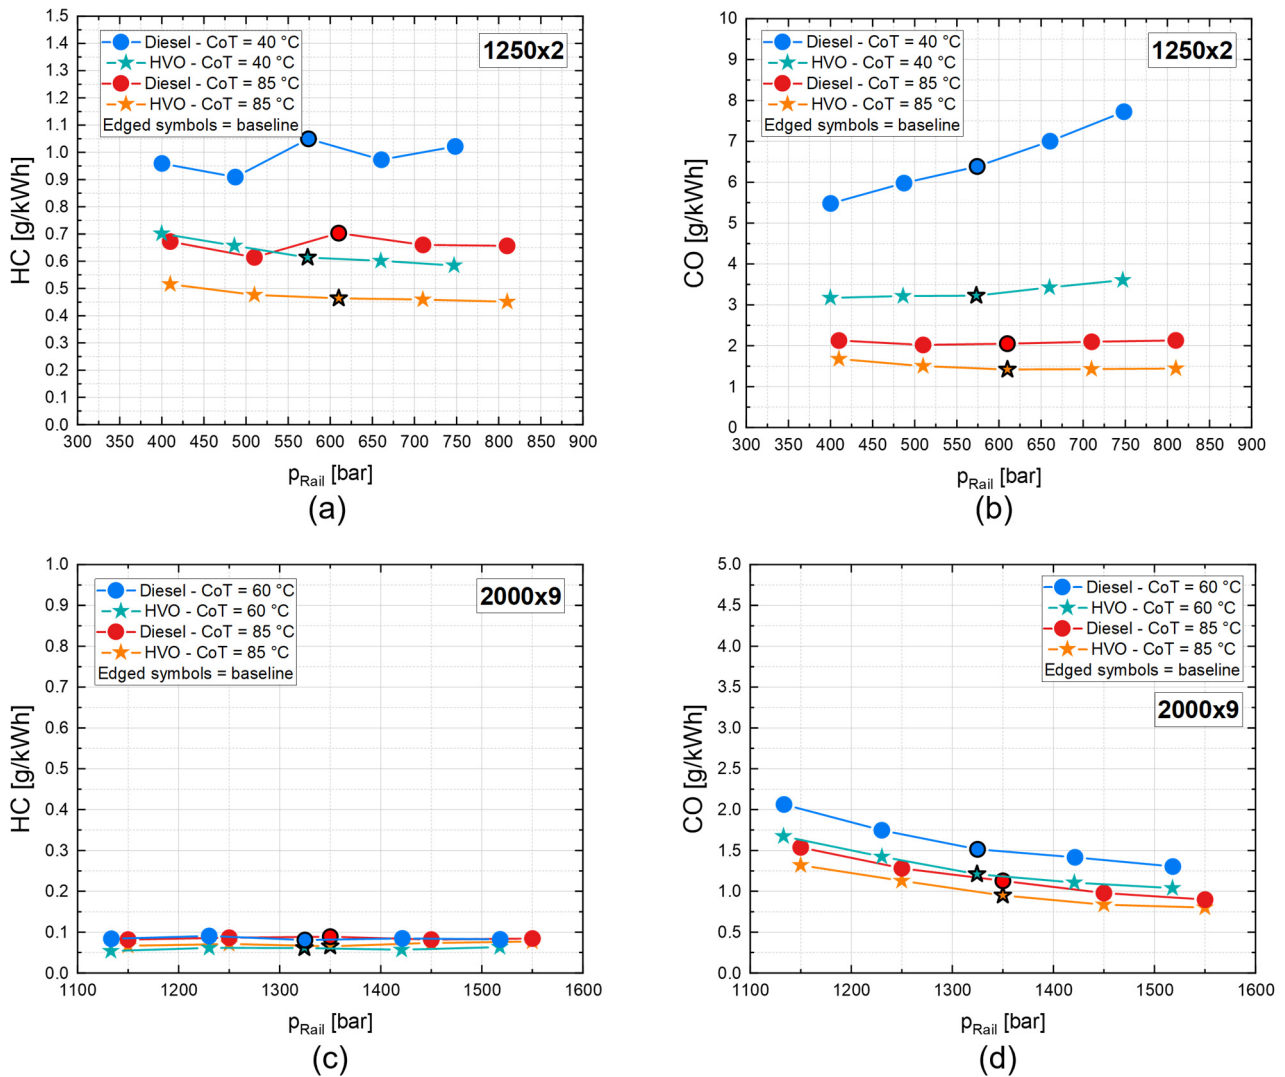 1.5
1.4
1.3
1.2
1.1
1.0
0.9
0.8
0.7
0.6
0.5
0.4
0.3
0.2
0.1
0.0
HC [g/kWh]
Diesel - CoT = 40 °C
HVO - CoT = 40 °C
Diesel - CoT = 85 °C
HVO - CoT = 85 °C
Edged symbols = baseline
1250x2
300 350 400 450 500 550 600 650 700 750 800 850 900
pRail [bar]
(a)
10
9
8
7
6
5
4
3
2
1
0
CO [g/kWh]
Diesel - CoT = 40 °C
HVO - CoT = 40 °C
Diesel - CoT = 85 °C
HVO - CoT = 85 °C
Edged symbols = baseline
1250x2
300 350 400 450 500 550 600 650 700 750 800 850 900
pRail [bar]
(b)
1.0
0.9
0.8
0.7
0.6
0.5
0.4
0.3
0.2
0.1
0.0
HC [g/kWh]
Diesel - CoT = 60 °C
HVO - CoT = 60 °C
Diesel - CoT = 85 °C
HVO - CoT = 85 °C
Edged symbols = baseline
2000x9
1100 1200 1300 1400 1500 1600
pRail [bar]
(c)
5.0
4.5
4.0
3.5
3.0
2.5
2.0
1.5
1.0
0.5
0.0
CO [g/kWh]
Diesel - CoT = 60 °C
HVO - CoT = 60 °C
Diesel - CoT = 85 °C
HVO - CoT = 85 °C
Edged symbols = baseline
2000x9
1100 1200 1300 1400 1500 1600
pRail [bar]
(d)